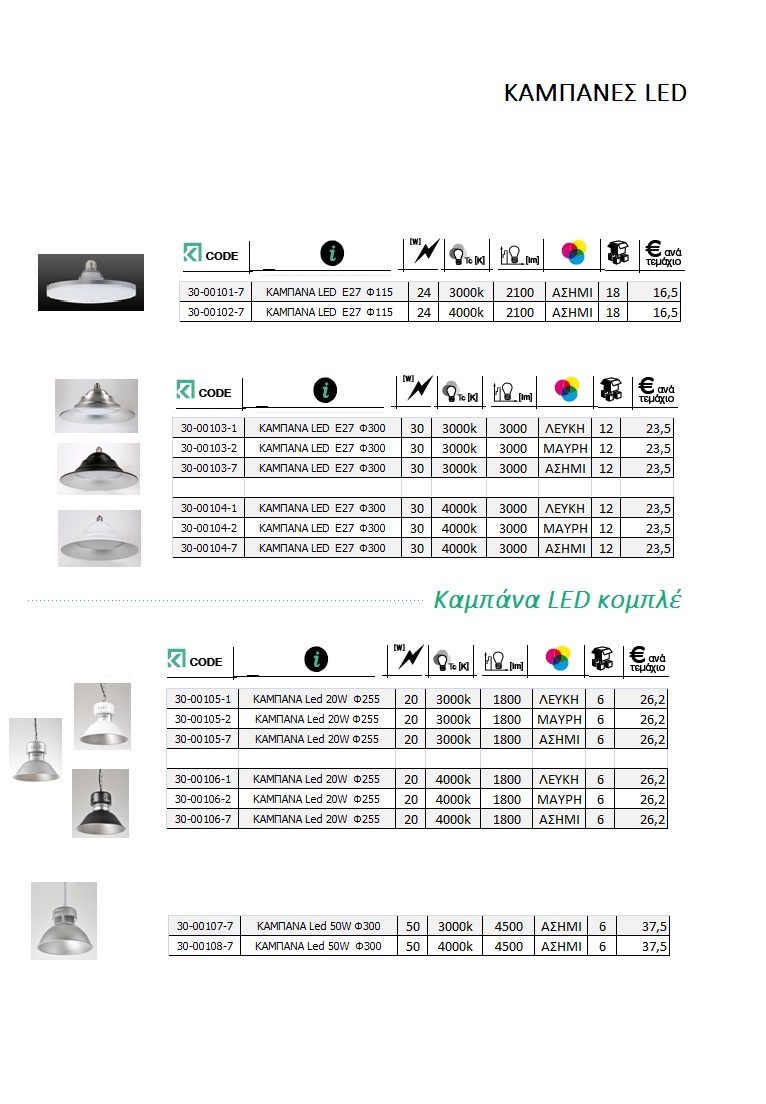 ΚΑΜΠΑΝΕΣ LED
CODE [W] Tc [K] [lm] € ανά τεμάχιο
30-00101-7 ΚΑΜΠΑΝΑ LED E27 Φ115 24 3000k 2100 ΑΣΗΜΙ 18 16,5
30-00102-7 ΚΑΜΠΑΝΑ LED E27 Φ115 24 4000k 2100 ΑΣΗΜΙ 18 16,5
CODE [W] Tc [K] [lm] € ανά τεμάχιο
30-00103-1 ΚΑΜΠΑΝΑ LED E27 Φ300 30 3000k 3000 ΛΕΥΚΗ 12 23,5
30-00103-2 ΚΑΜΠΑΝΑ LED E27 Φ300 30 3000k 3000 ΜΑΥΡΗ 12 23,5
30-00103-7 ΚΑΜΠΑΝΑ LED E27 Φ300 30 3000k 3000 ΑΣΗΜΙ 12 23,5
30-00104-1 ΚΑΜΠΑΝΑ LED E27 Φ300 30 4000k 3000 ΛΕΥΚΗ 12 23,5
30-00104-2 ΚΑΜΠΑΝΑ LED E27 Φ300 30 4000k 3000 ΜΑΥΡΗ 12 23,5
30-00104-7 ΚΑΜΠΑΝΑ LED E27 Φ300 30 4000k 3000 ΑΣΗΜΙ 12 23,5
Καμπάνα LED κομπλέ
CODE [W] Tc [K] [lm] € ανά τεμάχιο
30-00105-1 ΚΑΜΠΑΝΑ Led 20W Φ255 20 3000k 1800 ΛΕΥΚΗ 6 26,2
30-00105-2 ΚΑΜΠΑΝΑ Led 20W Φ255 20 3000k 1800 ΜΑΥΡΗ 6 26,2
30-00105-7 ΚΑΜΠΑΝΑ Led 20W Φ255 20 3000k 1800 ΑΣΗΜΙ 6 26,2
30-00106-1 ΚΑΜΠΑΝΑ Led 20W Φ255 20 4000k 1800 ΛΕΥΚΗ 6 26,2
30-00106-2 ΚΑΜΠΑΝΑ Led 20W Φ255 20 4000k 1800 ΜΑΥΡΗ 6 26,2
30-00106-7 ΚΑΜΠΑΝΑ Led 20W Φ255 20 4000k 1800 ΑΣΗΜΙ 6 26,2
30-00107-7 ΚΑΜΠΑΝΑ Led 50W Φ300 50 3000k 4500 ΑΣΗΜΙ 6 37,5
30-00108-7 ΚΑΜΠΑΝΑ Led 50W Φ300 50 4000k 4500 ΑΣΗΜΙ 6 37,5